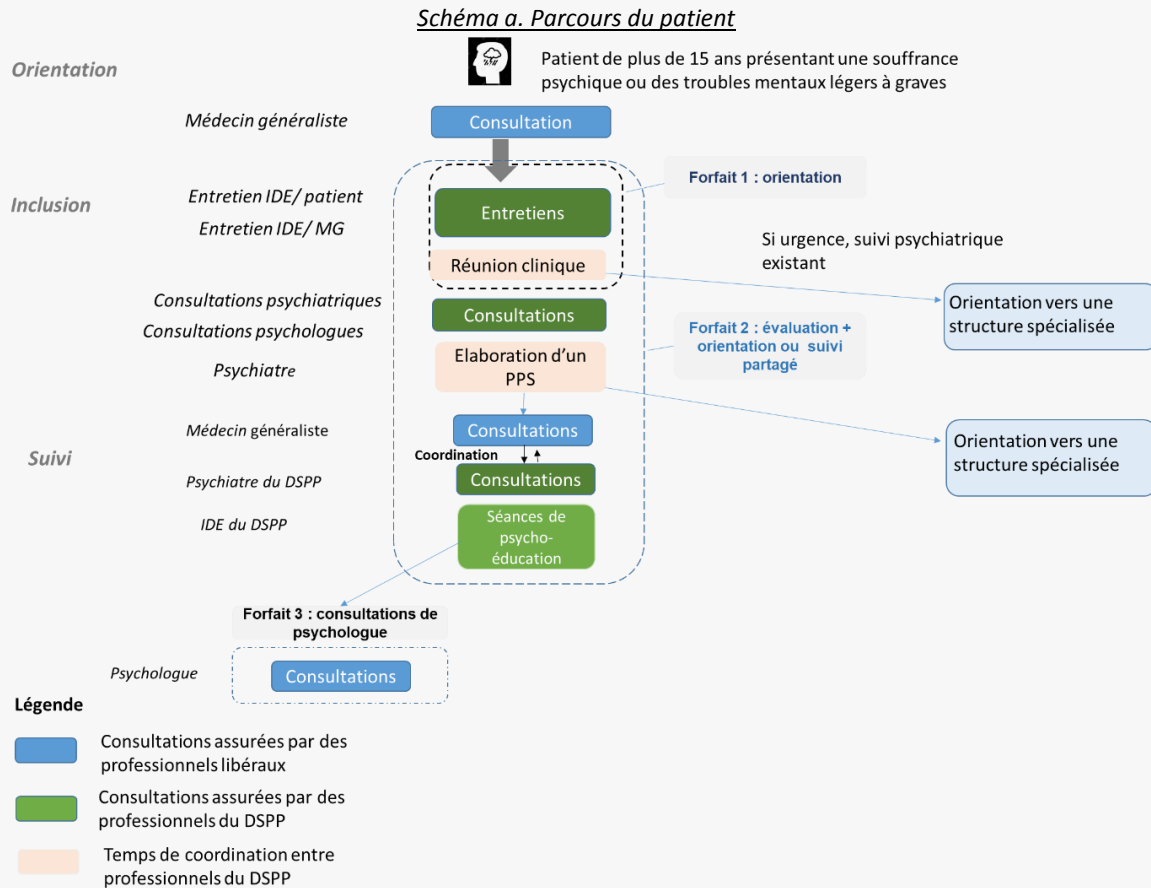 Schéma a. Parcours du patient
Orientation
Patient de plus de 15 ans présentant une souffrance
psychique ou des troubles mentaux légers à graves
Médecin généraliste
Consultation
Inclusion
Entretien IDE/ patient
Entretien IDE/ MG
Entretiens
Forfait 1 : orientation
Réunion clinique
Si urgence, suivi psychiatrique
existant
Orientation vers une
structure spécialisée
Consultations psychiatriques
Consultations psychologues
Consultations
Forfait 2 : évaluation +
orientation ou suivi
partagé
Psychiatre
Elaboration d’un
PPS
Suivi
Médecin généraliste
Consultations
Coordination
Orientation vers une
structure spécialisée
Psychiatre du DSPP
Consultations
IDE du DSPP
Séances de
psycho-
éducation
Forfait 3 : consultations de
psychologue
Psychologue
Consultations
Légende
Consultations assurées par des
professionnels libéraux
Consultations assurées par des
professionnels du DSPP
Temps de coordination entre
professionnels du DSPP